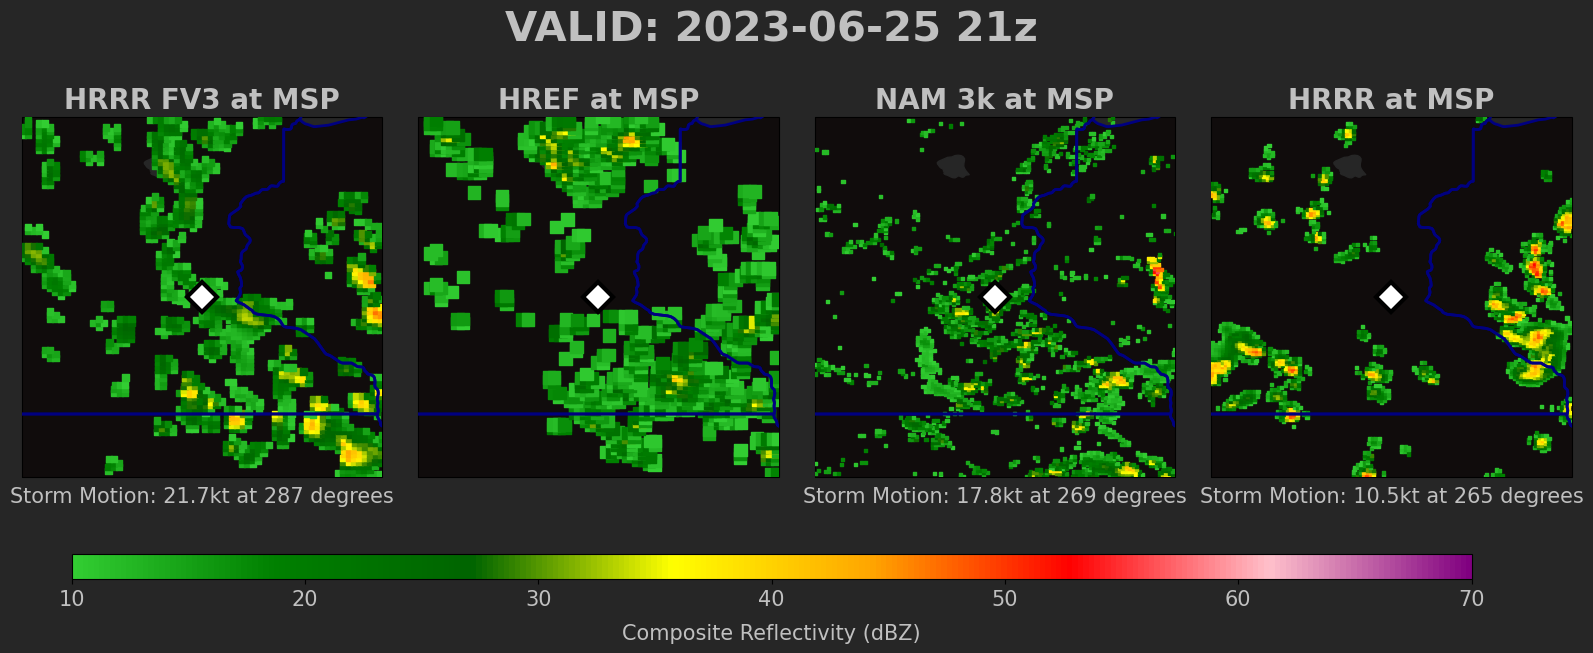 VALID: 2023-06-25 21z
HRRR FV3 at MSP
HREF at MSP
NAM 3k at MSP
HRRR at MSP
Storm Motion: 21.7kt at 287 degrees
Storm Motion: 17.8kt at 269 degrees
Storm Motion: 10.5kt at 265 degrees
10 20 30 40 50 60 70
Composite Reflectivity (dBZ)